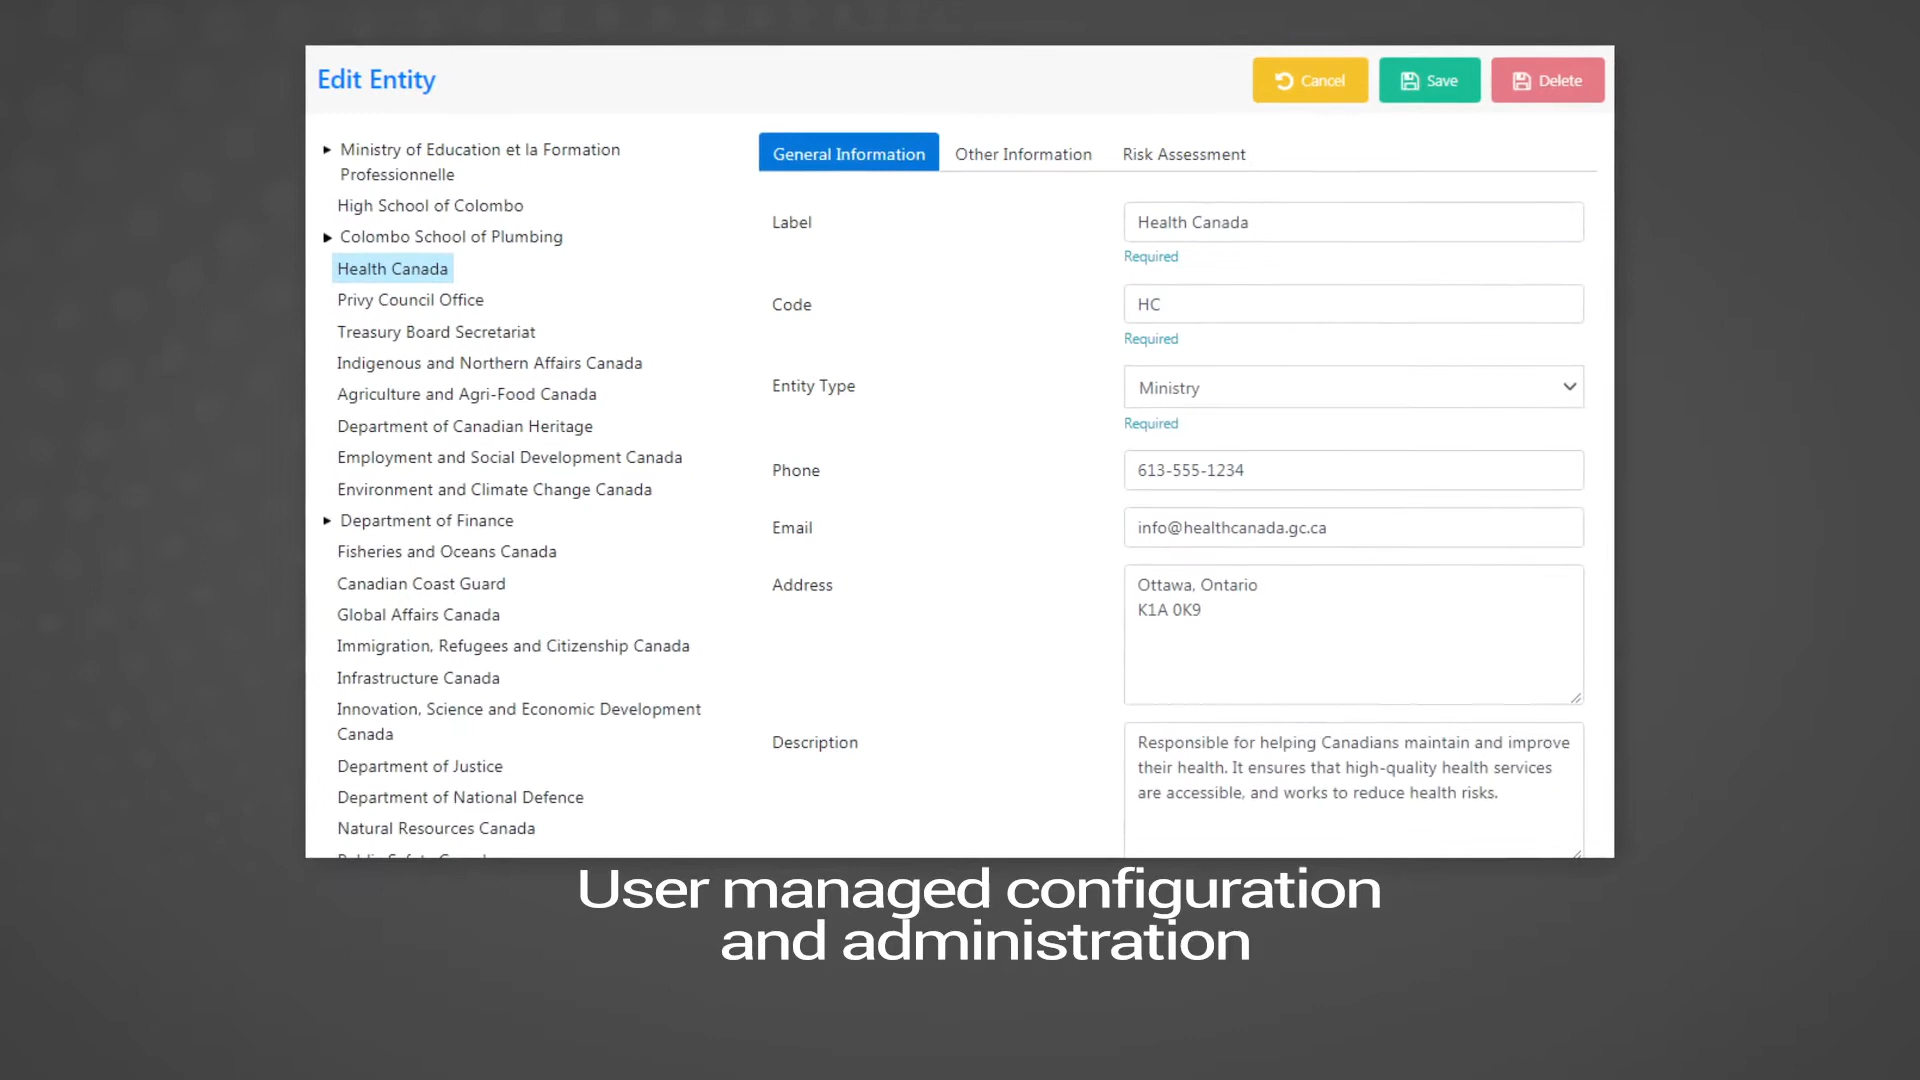 Edit Entity
Cancel
Save
Delete
Ministry of Education et la Formation
Professionnelle
High School of Colombo
Colombo School of Plumbing
Health Canada
Privy Council Office
Treasury Board Secretariat
Indigenous and Northern Affairs Canada
Agriculture and Agri-Food Canada
Department of Canadian Heritage
Employment and Social Development Canada
Environment and Climate Change Canada
Department of Finance
Fisheries and Oceans Canada
Canadian Coast Guard
Global Affairs Canada
Immigration, Refugees and Citizenship Canada
Infrastructure Canada
Innovation, Science and Economic Development
Canada
Department of Justice
Department of National Defence
Natural Resources Canada
General Information
Other Information
Risk Assessment
Label
Health Canada
Required
Code
HC
Required
Entity Type
Ministry
Required
Phone
613-555-1234
Email
info@healthcanada.gc.ca
Address
Ottawa, Ontario
K1A 0K9
Description
Responsible for helping Canadians maintain and improve
their health. It ensures that high-quality health services
are accessible, and works to reduce health risks.
User managed configuration
and administration